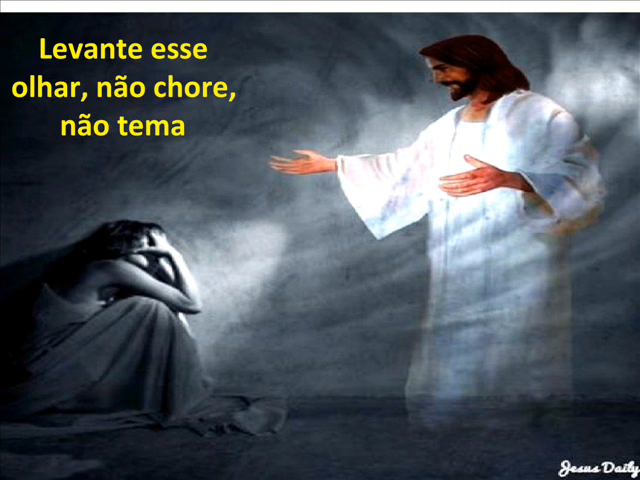 Levante esse
olhar, não chore,
não tema
Jesus Daily